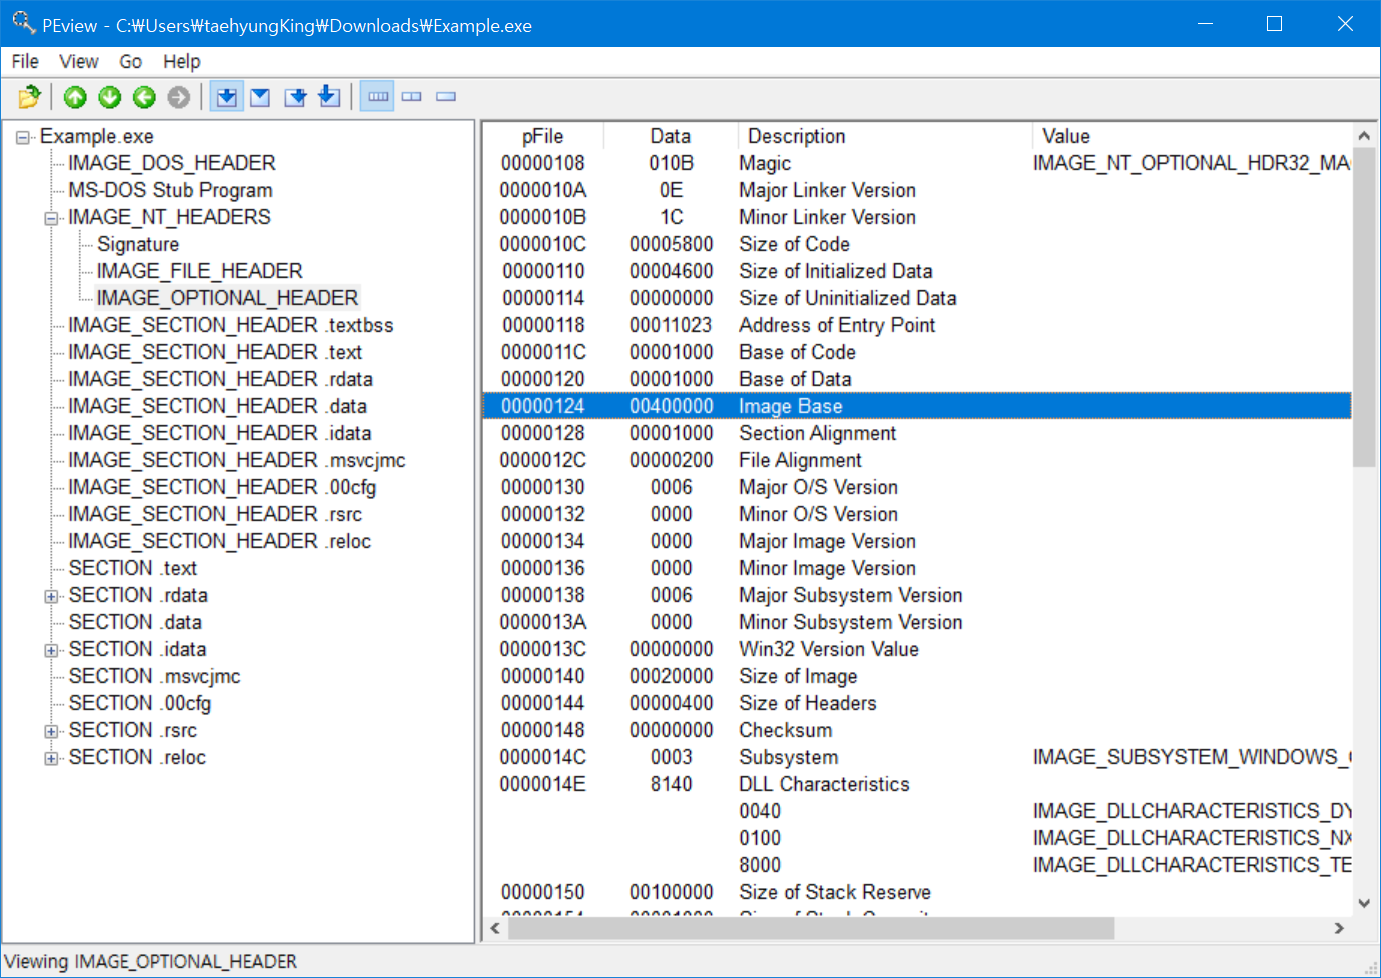 PEview - C:₩Users₩taehyungKing₩Downloads₩Example.exe
File View Go Help
Example.exe
IMAGE_DOS_HEADER
MS-DOS Stub Program
IMAGE_NT_HEADERS
Signature
IMAGE_FILE_HEADER
IMAGE_OPTIONAL_HEADER
IMAGE_SECTION_HEADER .textbss
IMAGE_SECTION_HEADER .text
IMAGE_SECTION_HEADER .rdata
IMAGE_SECTION_HEADER .data
IMAGE_SECTION_HEADER .idata
IMAGE_SECTION_HEADER .msvcjmc
IMAGE_SECTION_HEADER .00cfg
IMAGE_SECTION_HEADER .rsrc
IMAGE_SECTION_HEADER .reloc
SECTION .text
SECTION .rdata
SECTION .data
SECTION .idata
SECTION .msvcjmc
SECTION .00cfg
SECTION .rsrc
SECTION .reloc
pFile Data Description Value
00000108 010B Magic IMAGE_NT_OPTIONAL_HDR32_MA
0000010A 0E Major Linker Version
0000010B 1C Minor Linker Version
0000010C 00005800 Size of Code
00000110 00004600 Size of Initialized Data
00000114 00000000 Size of Uninitialized Data
00000118 00011023 Address of Entry Point
0000011C 00001000 Base of Code
00000120 00001000 Base of Data
00000124 00400000 Image Base
00000128 00001000 Section Alignment
0000012C 00000200 File Alignment
00000130 0006 Major O/S Version
00000132 0000 Minor O/S Version
00000134 0000 Major Image Version
00000136 0000 Minor Image Version
00000138 0006 Major Subsystem Version
0000013A 0000 Minor Subsystem Version
0000013C 00000000 Win32 Version Value
00000140 00020000 Size of Image
00000144 00000400 Size of Headers
00000148 00000000 Checksum
0000014C 0003 Subsystem IMAGE_SUBSYSTEM_WINDOWS_
0000014E 8140 DLL Characteristics
0040 IMAGE_DLLCHARACTERISTICS_DY
0100 IMAGE_DLLCHARACTERISTICS_NX
8000 IMAGE_DLLCHARACTERISTICS_TE
00000150 00100000 Size of Stack Reserve
Viewing IMAGE_OPTIONAL_HEADER